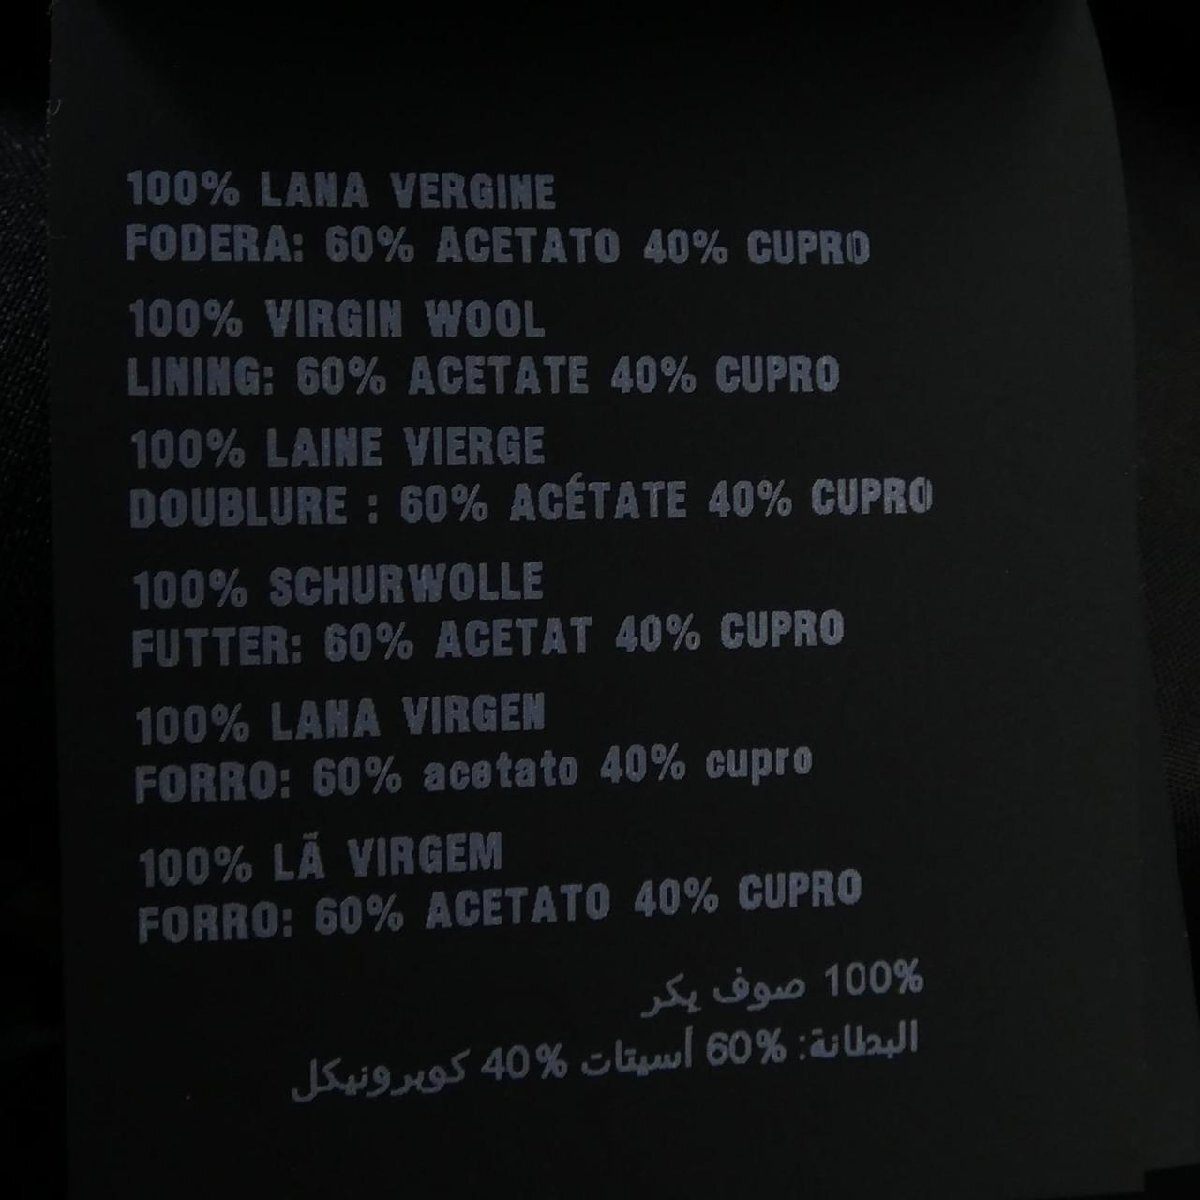 100% LANA VERGINE
FODERA: 60% ACETATO 40% CUPRO
100% VIRGIN WOOL
LINING: 60% ACETATE 40% CUPRO
100% LAINE VIERGE
DOUBLURE : 60% ACÉTATE 40% CUPRO
100% SCHURWOLLE
FUTTER: 60% ACETAT 40% CUPRO
100% LANA VIRGEN
FORRO: 60% acetato 40% cupro
100% LÃ VIRGEM
FORRO: 60% ACETATO 40% CUPRO
100% صوف يكر
البطانة: 60% أسيتات 40% كوبرونيكل